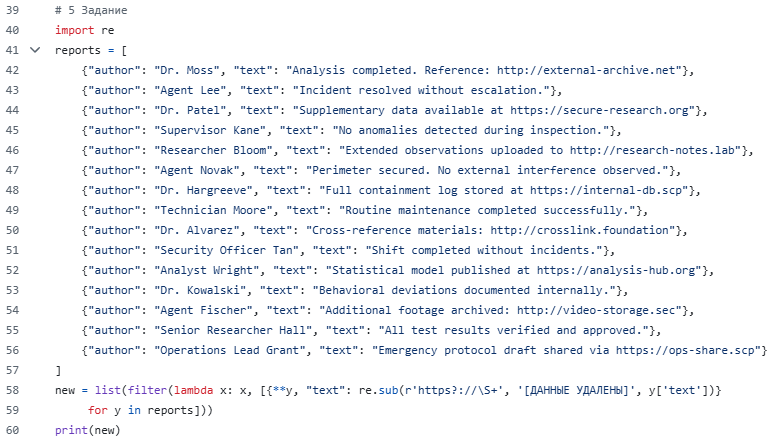 39 # 5 Задание
40 import re
41 reports = [
42 {"author": "Dr. Moss", "text": "Analysis completed. Reference: http://external-archive.net"},
43 {"author": "Agent Lee", "text": "Incident resolved without escalation."},
44 {"author": "Dr. Patel", "text": "Supplementary data available at https://secure-research.org"},
45 {"author": "Supervisor Kane", "text": "No anomalies detected during inspection."},
46 {"author": "Researcher Bloom", "text": "Extended observations uploaded to http://research-notes.lab"},
47 {"author": "Agent Novak", "text": "Perimeter secured. No external interference observed."},
48 {"author": "Dr. Hargreeve", "text": "Full containment log stored at https://internal-db.scp"},
49 {"author": "Technician Moore", "text": "Routine maintenance completed successfully."},
50 {"author": "Dr. Alvarez", "text": "Cross-reference materials: http://crosslink.foundation"},
51 {"author": "Security Officer Tan", "text": "Shift completed without incidents."},
52 {"author": "Analyst Wright", "text": "Statistical model published at https://analysis-hub.org"},
53 {"author": "Dr. Kowalski", "text": "Behavioral deviations documented internally."},
54 {"author": "Agent Fischer", "text": "Additional footage archived: http://video-storage.sec"},
55 {"author": "Senior Researcher Hall", "text": "All test results verified and approved."},
56 {"author": "Operations Lead Grant", "text": "Emergency protocol draft shared via https://ops-share.scp"}
57 ]
58 new = list(filter(lambda x: x, [{**y, "text": re.sub(r'https?://\S+', '[ДАННЫЕ УДАЛЕНЫ]', y['text'])}
59 for y in reports]))
60 print(new)